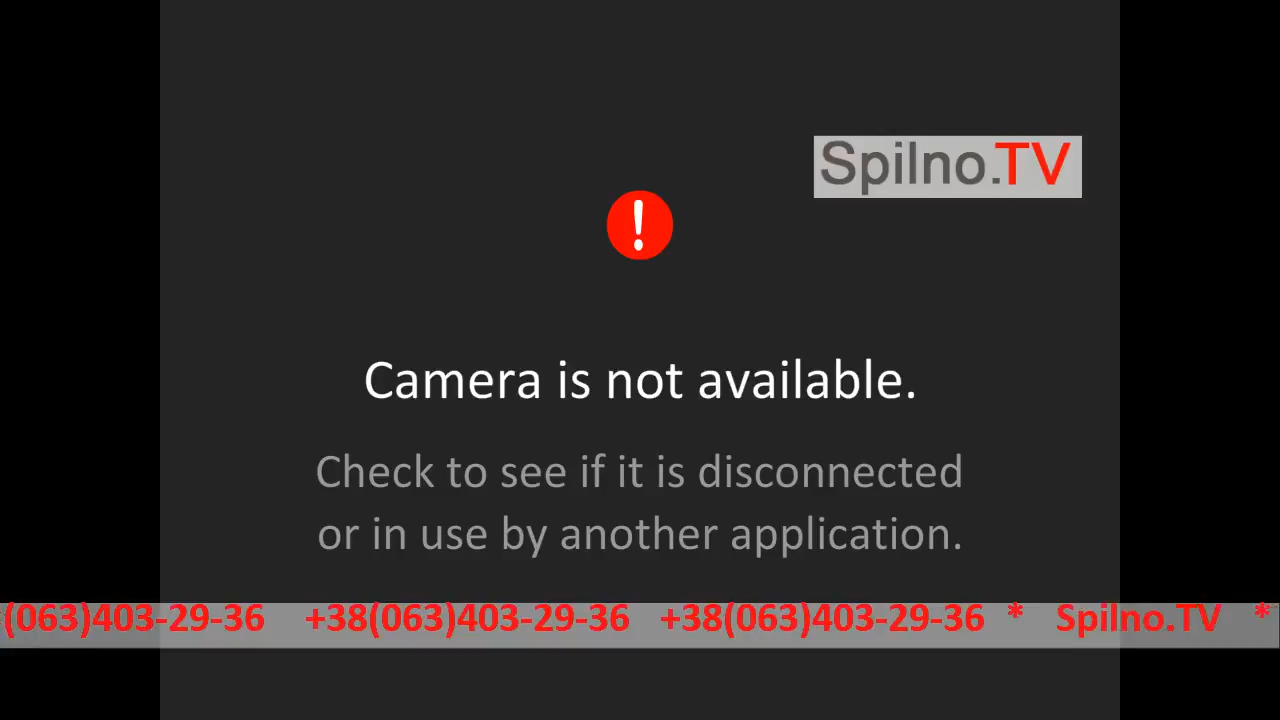 Spilno.TV
!
Camera is not available.
Check to see if it is disconnected
or in use by another application.
(063)403-29-36 +38(063)403-29-36 +38(063)403-29-36 * Spilno.TV *